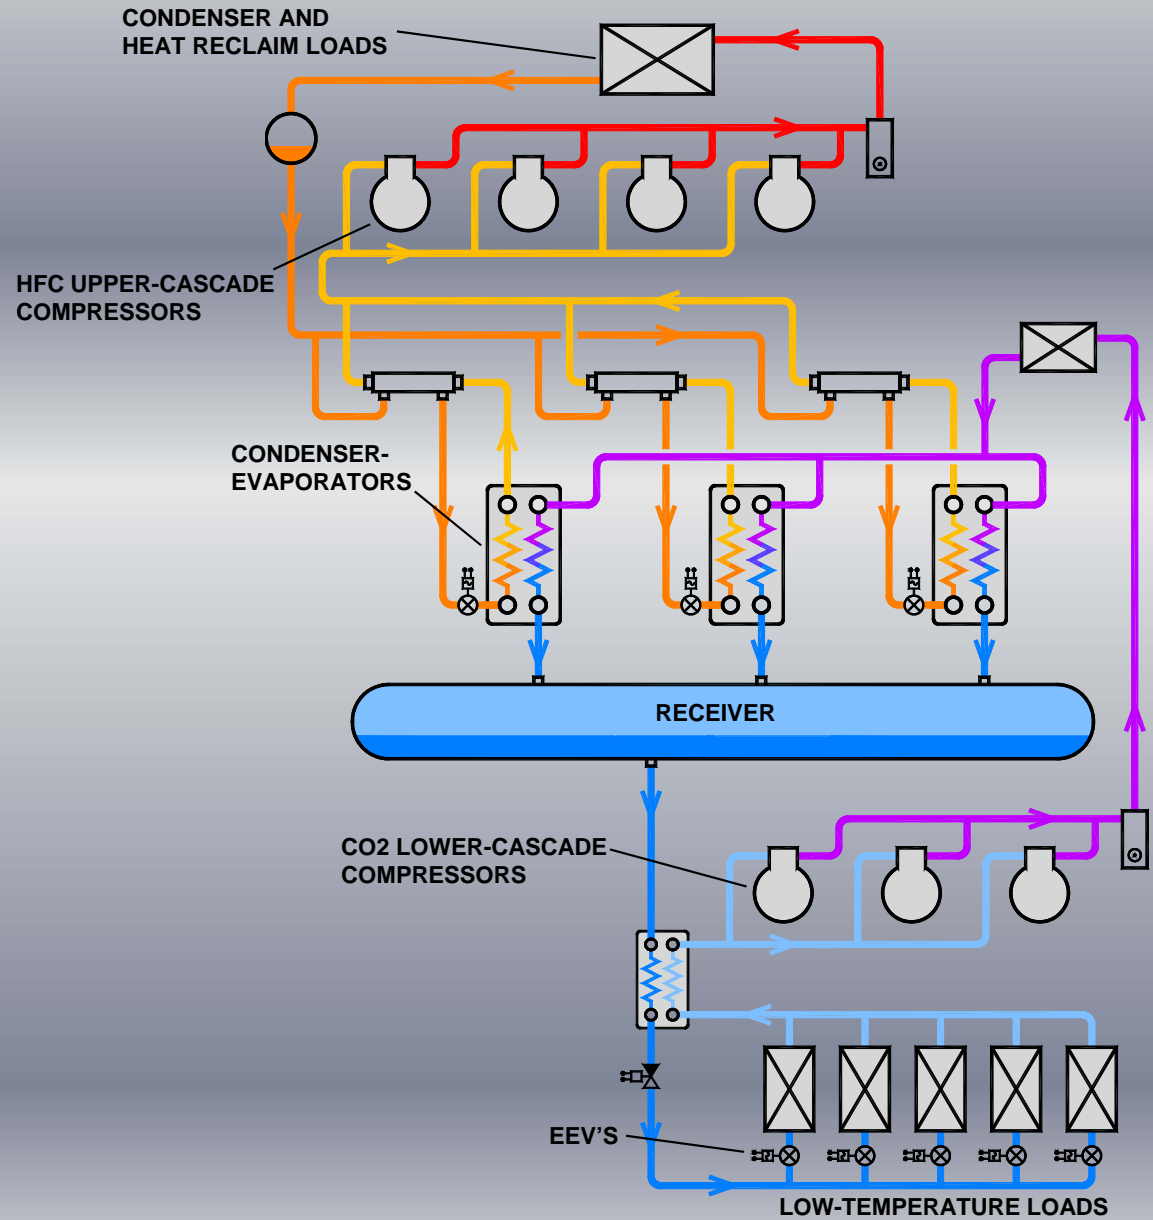 CONDENSER AND
HEAT RECLAIM LOADS
HFC UPPER-CASCADE
COMPRESSORS
CONDENSER-
EVAPORATORS
RECEIVER
CO2 LOWER-CASCADE
COMPRESSORS
EEV'S
LOW-TEMPERATURE LOADS